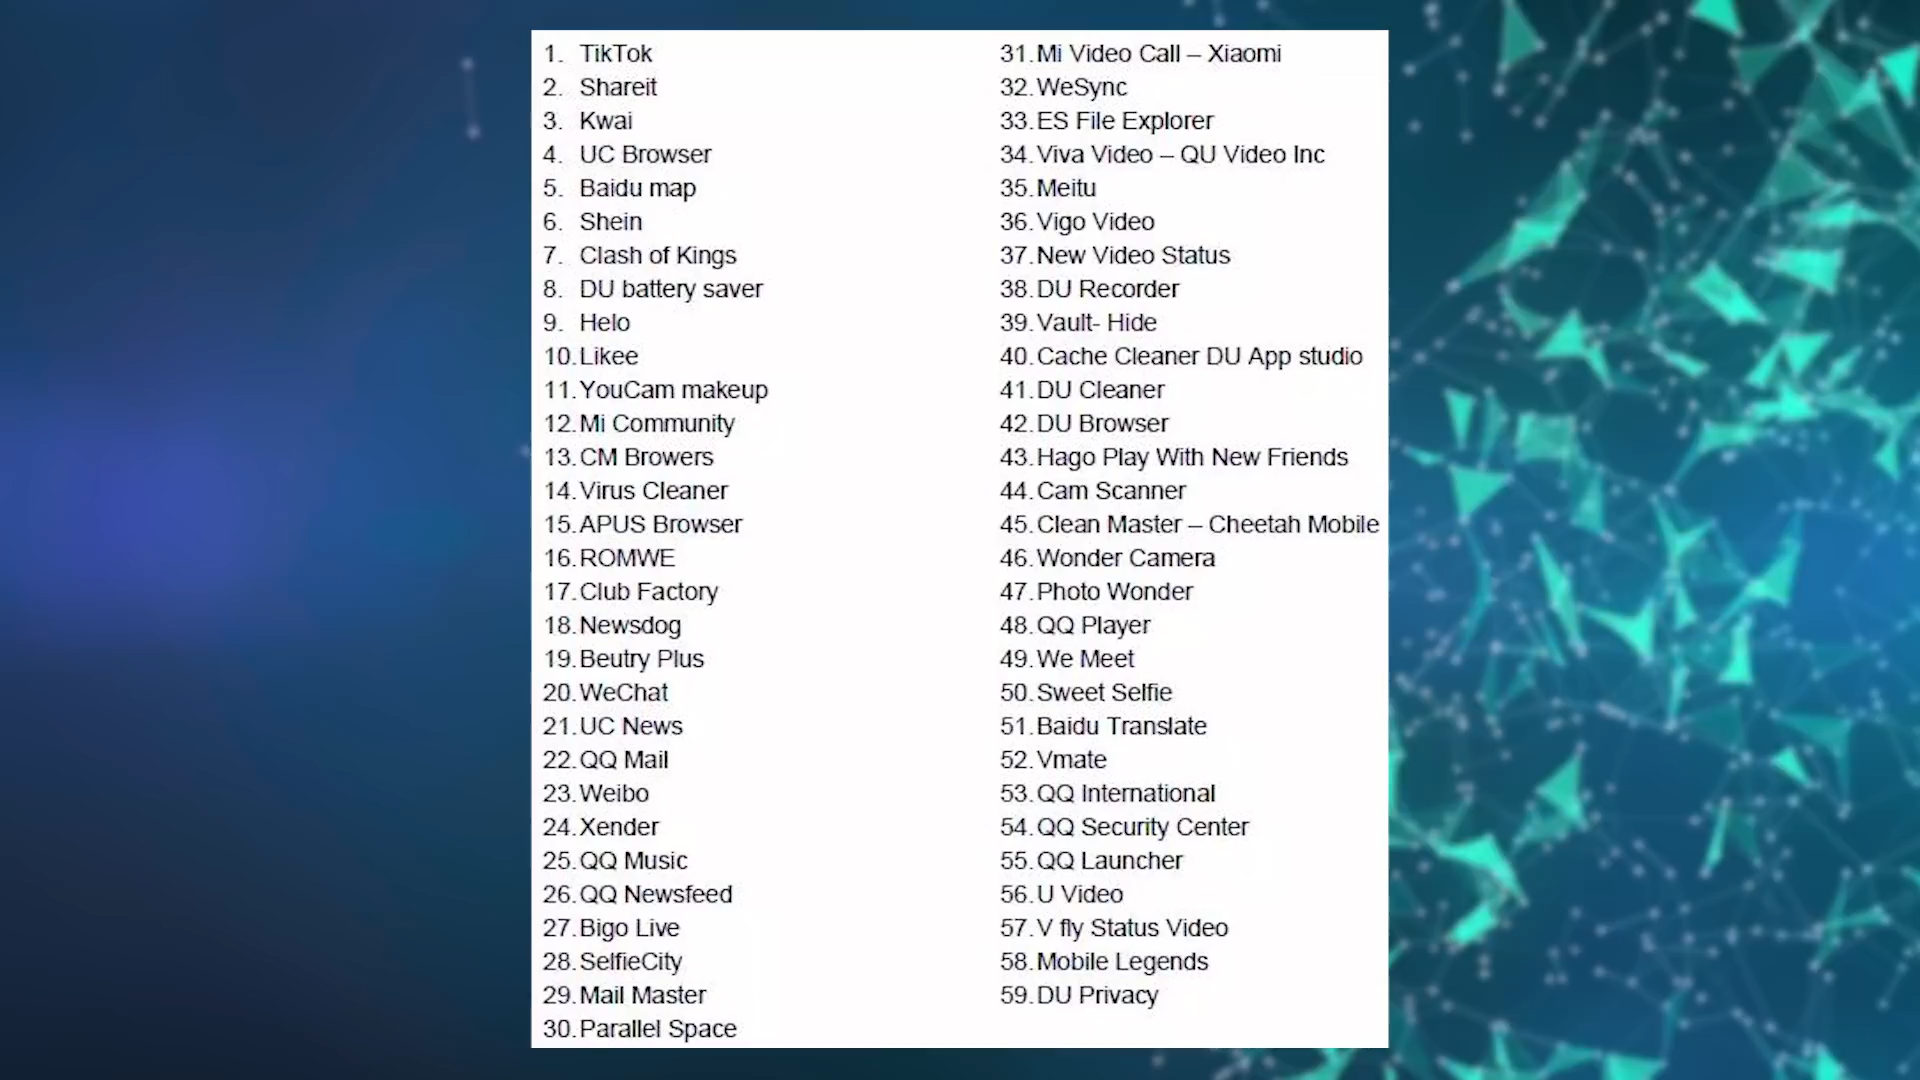 1. TikTok
2. Shareit
3. Kwai
4. UC Browser
5. Baidu map
6. Shein
7. Clash of Kings
8. DU battery saver
9. Helo
10. Likee
11. YouCam makeup
12. Mi Community
13. CM Browers
14. Virus Cleaner
15. APUS Browser
16. ROMWE
17. Club Factory
18. Newsdog
19. Beutry Plus
20. WeChat
21. UC News
22. QQ Mail
23. Weibo
24. Xender
25. QQ Music
26. QQ Newsfeed
27. Bigo Live
28. SelfieCity
29. Mail Master
30. Parallel Space
31. Mi Video Call – Xiaomi
32. WeSync
33. ES File Explorer
34. Viva Video – QU Video Inc
35. Meitu
36. Vigo Video
37. New Video Status
38. DU Recorder
39. Vault- Hide
40. Cache Cleaner DU App studio
41. DU Cleaner
42. DU Browser
43. Hago Play With New Friends
44. Cam Scanner
45. Clean Master – Cheetah Mobile
46. Wonder Camera
47. Photo Wonder
48. QQ Player
49. We Meet
50. Sweet Selfie
51. Baidu Translate
52. Vmate
53. QQ International
54. QQ Security Center
55. QQ Launcher
56. U Video
57. V fly Status Video
58. Mobile Legends
59. DU Privacy